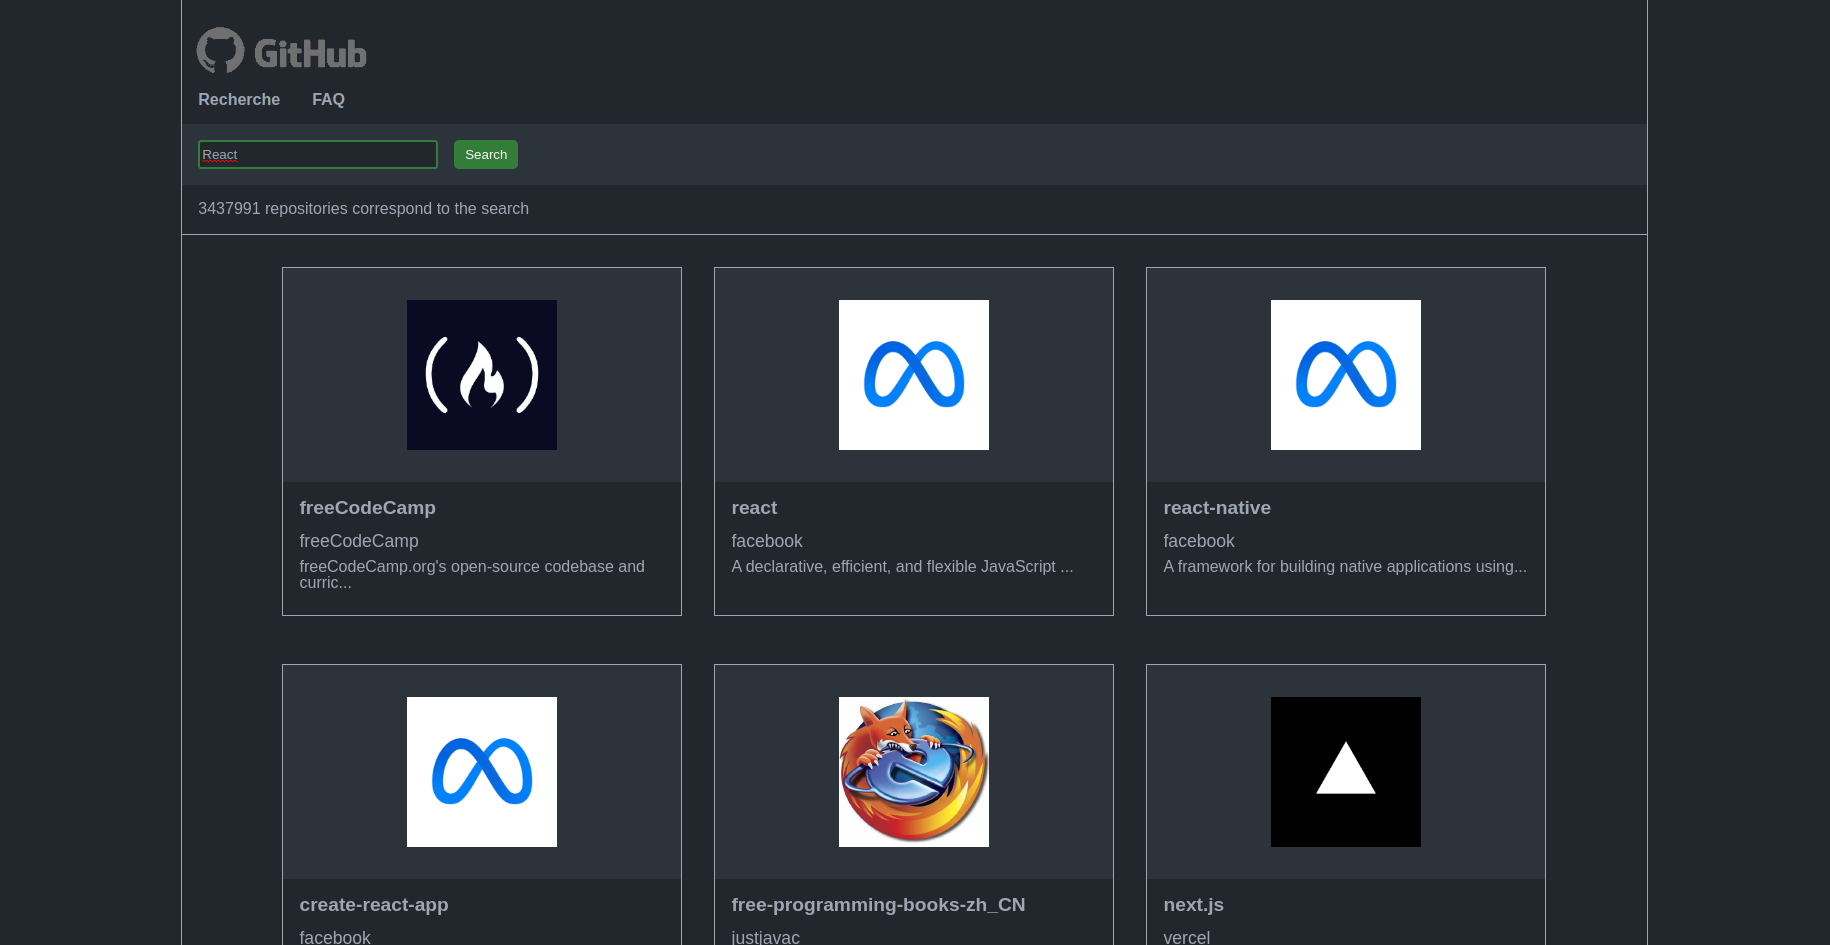 GitHub
Recherche FAQ
React Search
3437991 repositories correspond to the search
freeCodeCamp
freeCodeCamp
freeCodeCamp.org's open-source codebase and
curric...
react
facebook
A declarative, efficient, and flexible JavaScript ...
react-native
facebook
A framework for building native applications using...
create-react-app
facebook
free-programming-books-zh_CN
justjavac
next.js
vercel